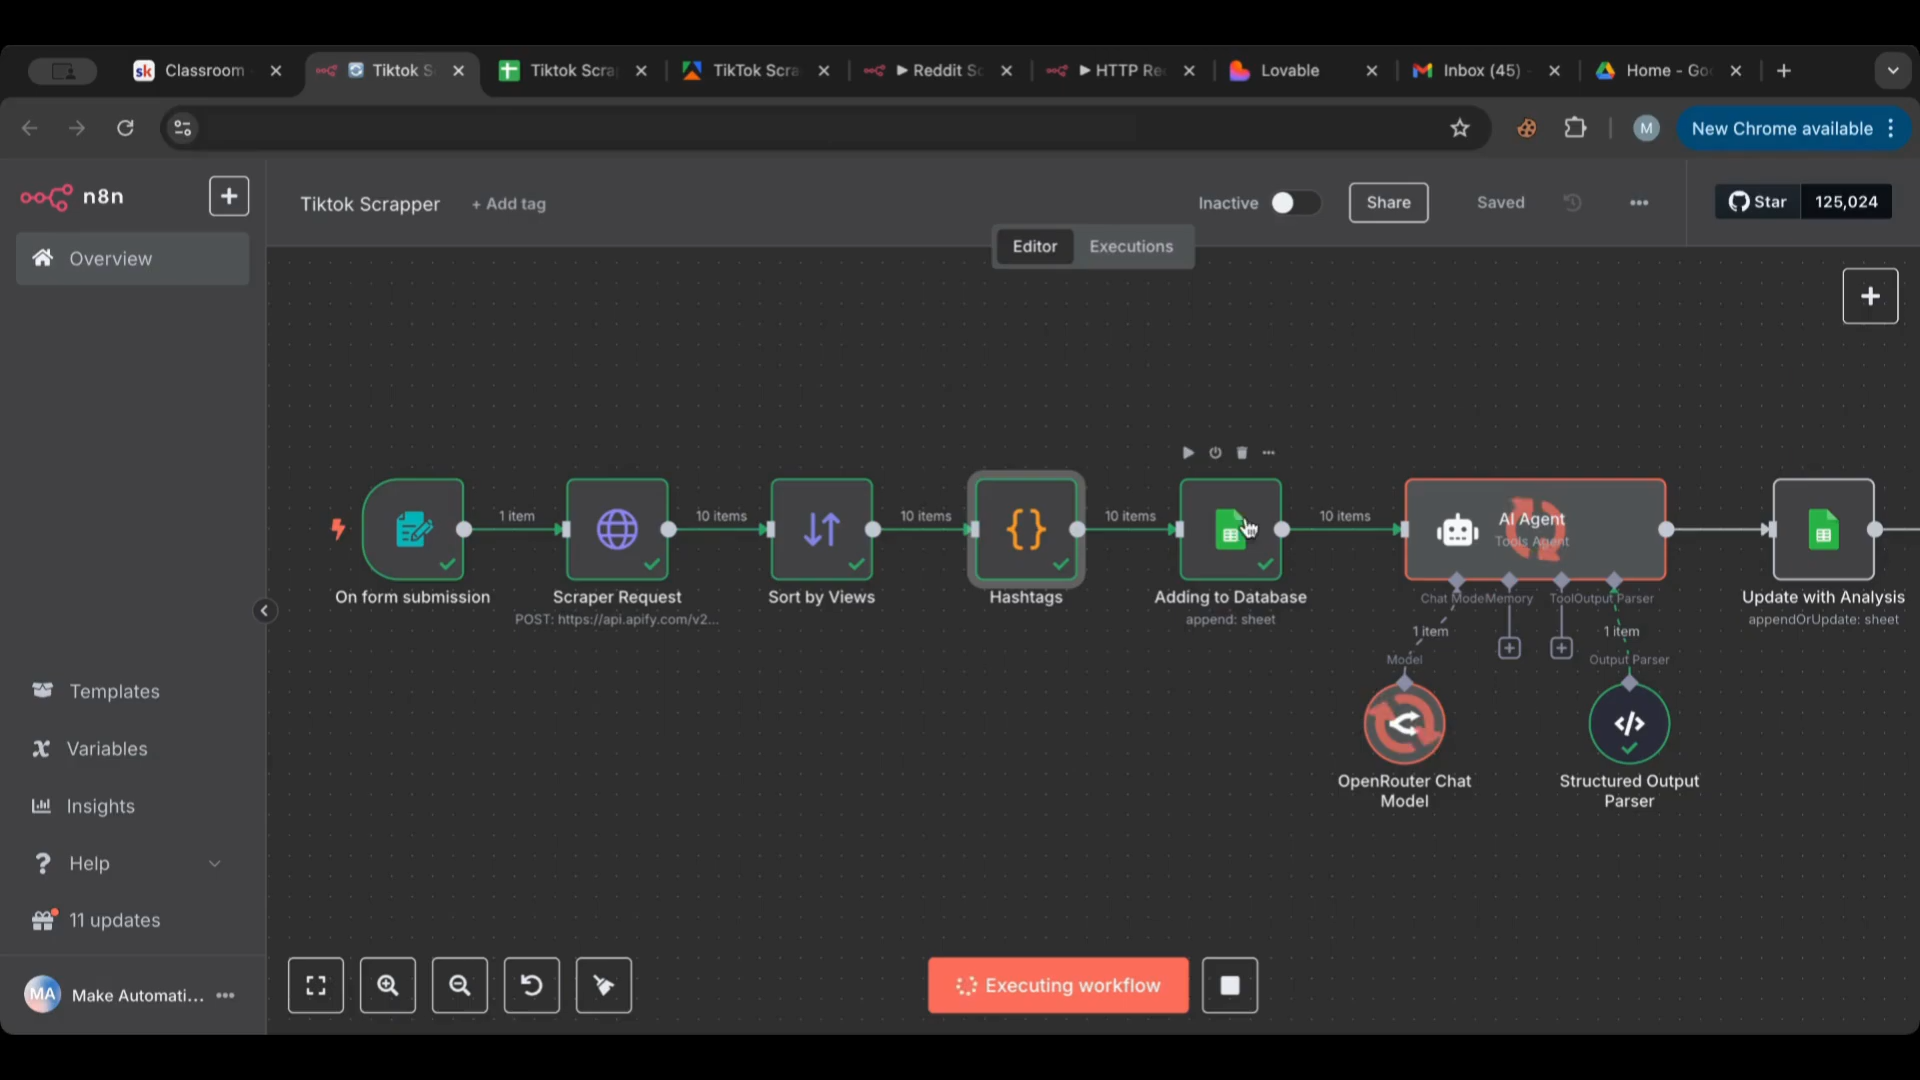 Classroom
Tiktok S
Tiktok Scra
TikTok Scra
Reddit Sc
HTTP Re
Lovable
Inbox (45)
Home - Go
M
New Chrome available
n8n
Tiktok Scrapper
+ Add tag
Inactive
Share
Saved
Star
125,024
Editor
Executions
Overview
1 item
10 items
10 items
10 items
10 items
AI Agent
Tools Agent
On form submission
Scraper Request
POST: https://api.apify.com/v2...
Sort by Views
Hashtags
Adding to Database
append: sheet
Chat Mode
Memory
Tool
Output Parser
Update with Analysis
appendOrUpdate: sheet
1 item
1 item
Model
Output Parser
OpenRouter Chat
Model
Structured Output
Parser
Templates
Variables
Insights
Help
11 updates
MA
Make Automati...
Executing workflow